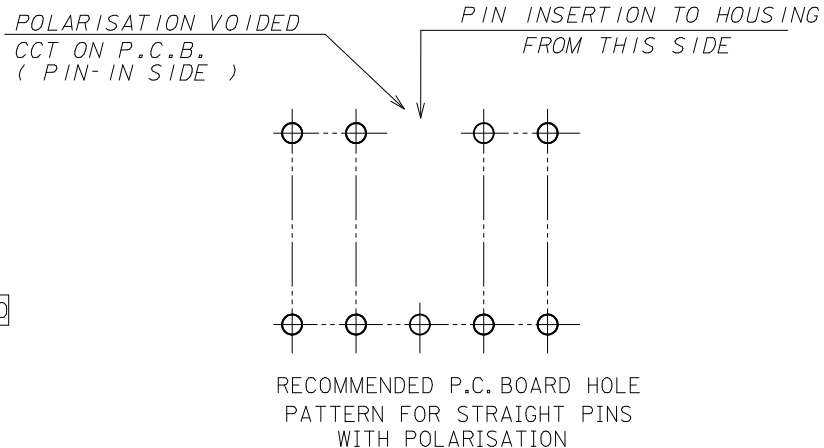 POLARISATION VOIDED
CCT ON P.C.B.
( PIN-IN SIDE )
PIN INSERTION TO HOUSING
FROM THIS SIDE
RECOMMENDED P.C. BOARD HOLE
PATTERN FOR STRAIGHT PINS
WITH POLARISATION